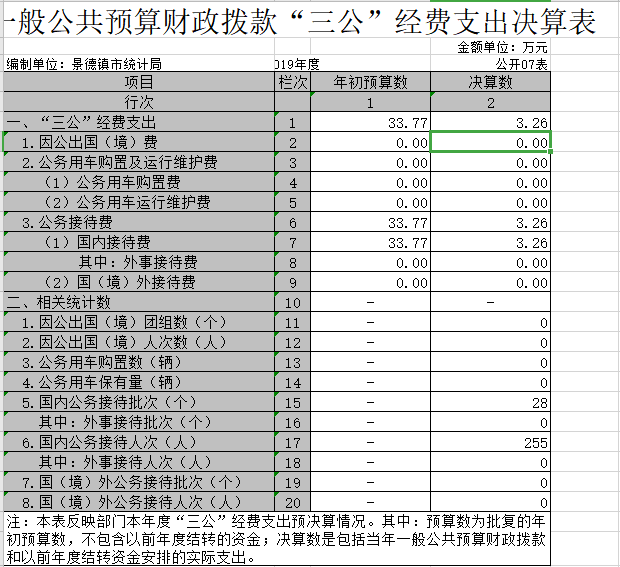 一般公共预算财政拨款“三公”经费支出决算表
金额单位：万元
编制单位：景德镇市统计局 019年度 公开07表
项目 栏次 年初预算数 决算数
行次 1 2
一、“三公”经费支出 1 33.77 3.26
1.因公出国（境）费 2 0.00 0.00
2.公务用车购置及运行维护费 3 0.00 0.00
（1）公务用车购置费 4 0.00 0.00
（2）公务用车运行维护费 5 0.00 0.00
3.公务接待费 6 33.77 3.26
（1）国内接待费 7 33.77 3.26
其中：外事接待费 8 0.00 0.00
（2）国（境）外接待费 9 0.00 0.00
二、相关统计数 10 － －
1.因公出国（境）团组数（个） 11 － 0
2.因公出国（境）人次数（人） 12 － 0
3.公务用车购置数（辆） 13 － 0
4.公务用车保有量（辆） 14 － 0
5.国内公务接待批次（个） 15 － 28
其中：外事接待批次（个） 16 － 0
6.国内公务接待人次（人） 17 － 255
其中：外事接待人次（人） 18 － 0
7.国（境）外公务接待批次（个） 19 － 0
8.国（境）外公务接待人次（人） 20 － 0
注：本表反映部门本年度“三公”经费支出预决算情况。其中：预算数为批复的年
初预算数，不包含以前年度结转的资金；决算数是包括当年一般公共预算财政拨款
和以前年度结转资金安排的实际支出。